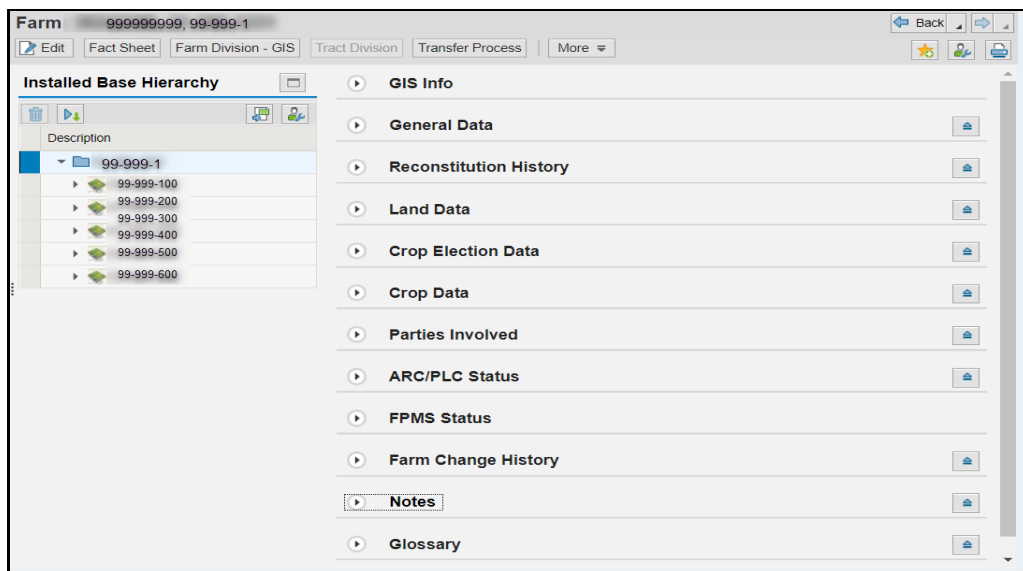 Farm 999999999, 99-999-1
Back
Edit Fact Sheet Farm Division - GIS Tract Division Transfer Process More
Installed Base Hierarchy
Description
99-999-1
99-999-100
99-999-200
99-999-300
99-999-400
99-999-500
99-999-600
GIS Info
General Data
Reconstitution History
Land Data
Crop Election Data
Crop Data
Parties Involved
ARC/PLC Status
FPMS Status
Farm Change History
Notes
Glossary